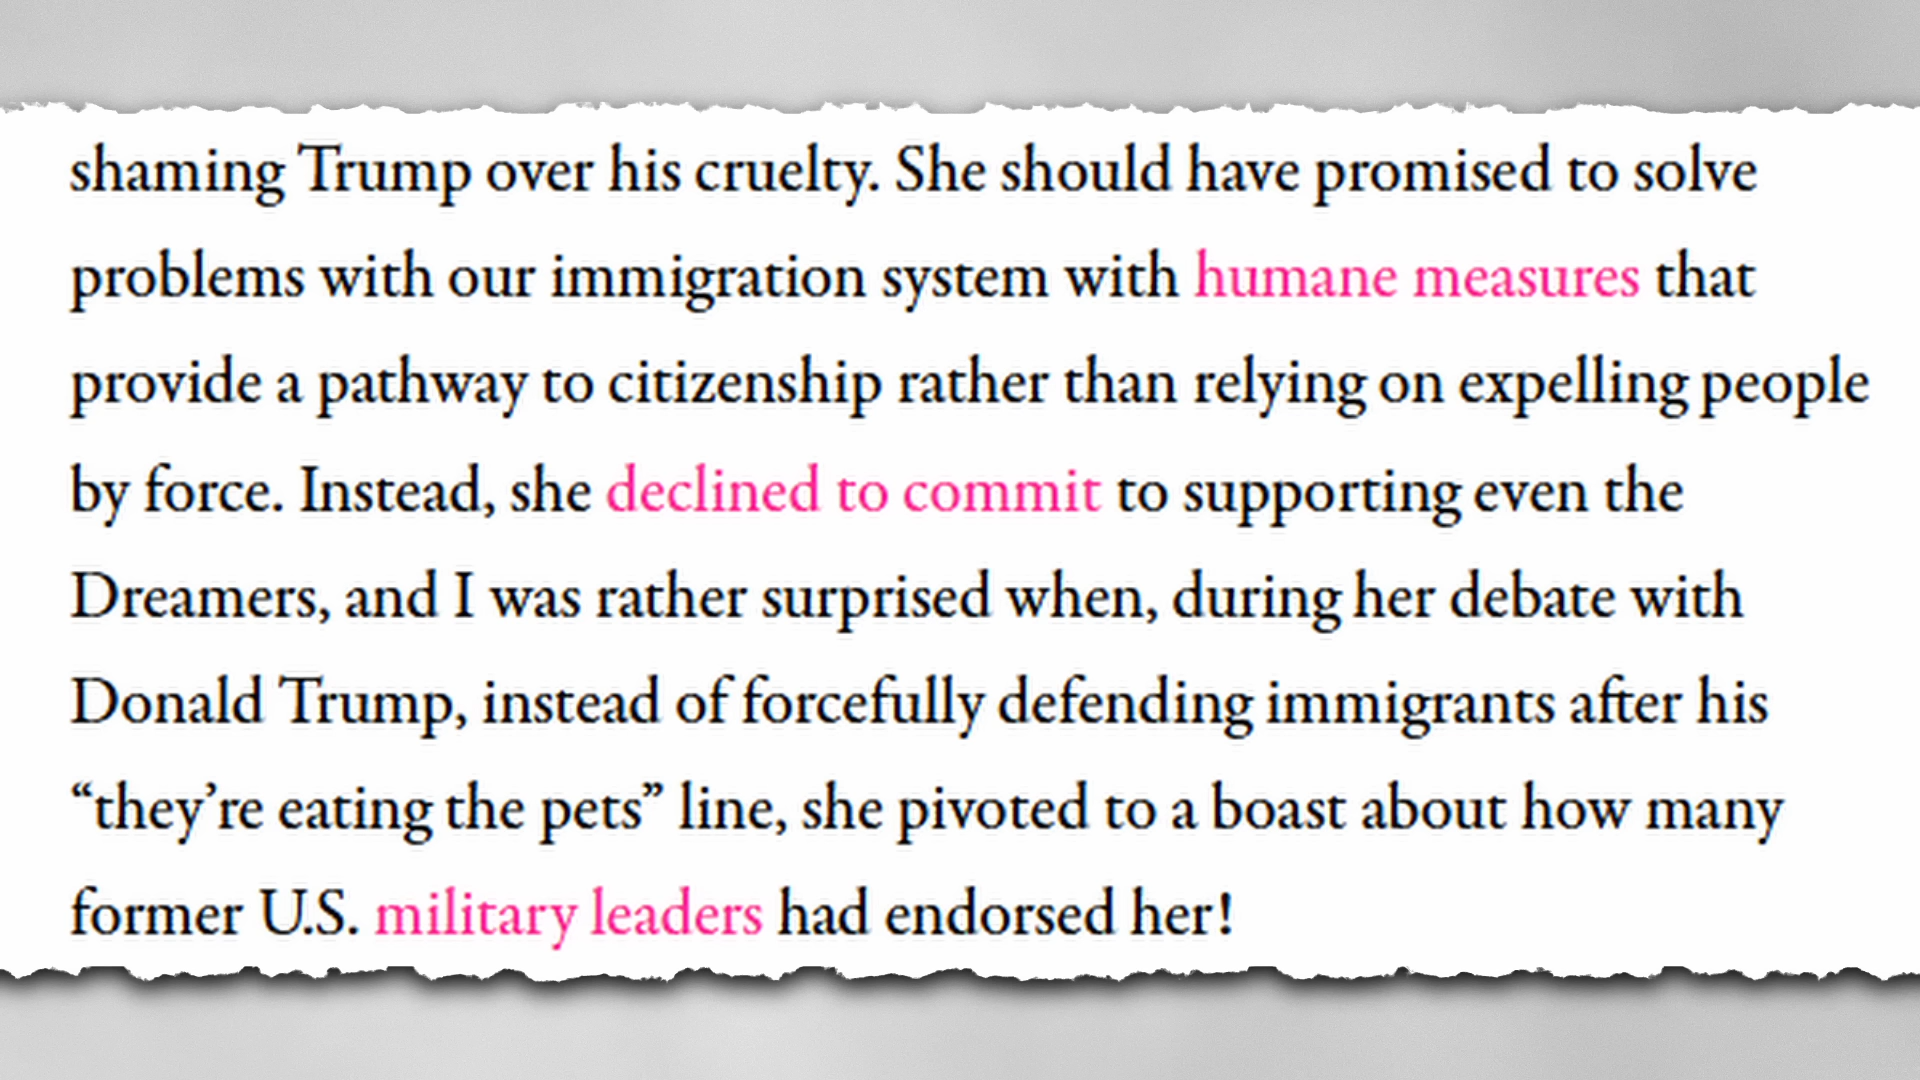 shaming Trump over his cruelty. She should have promised to solve
problems with our immigration system with humane measures that
provide a pathway to citizenship rather than relying on expelling people
by force. Instead, she declined to commit to supporting even the
Dreamers, and I was rather surprised when, during her debate with
Donald Trump, instead of forcefully defending immigrants after his
“they’re eating the pets” line, she pivoted to a boast about how many
former U.S. military leaders had endorsed her!